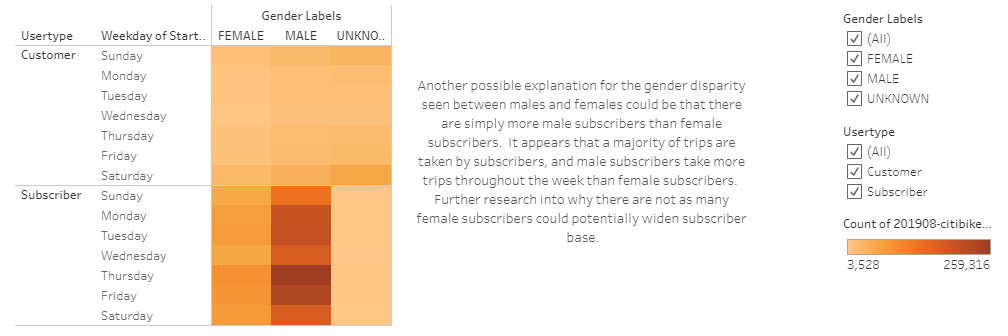 Gender Labels
Usertype Weekday of Start.. FEMALE MALE UNKNO..
Customer Sunday
Monday
Tuesday
Wednesday
Thursday
Friday
Saturday
Subscriber Sunday
Monday
Tuesday
Wednesday
Thursday
Friday
Saturday
Another possible explanation for the gender disparity
seen between males and females could be that there
are simply more male subscribers than female
subscribers. It appears that a majority of trips are
taken by subscribers, and male subscribers take more
trips throughout the week than female subscribers.
Further research into why there are not as many
female subscribers could potentially widen subscriber
base.
Gender Labels
(All)
FEMALE
MALE
UNKNOWN
Usertype
(All)
Customer
Subscriber
Count of 201908-citibike...
3,528 259,316